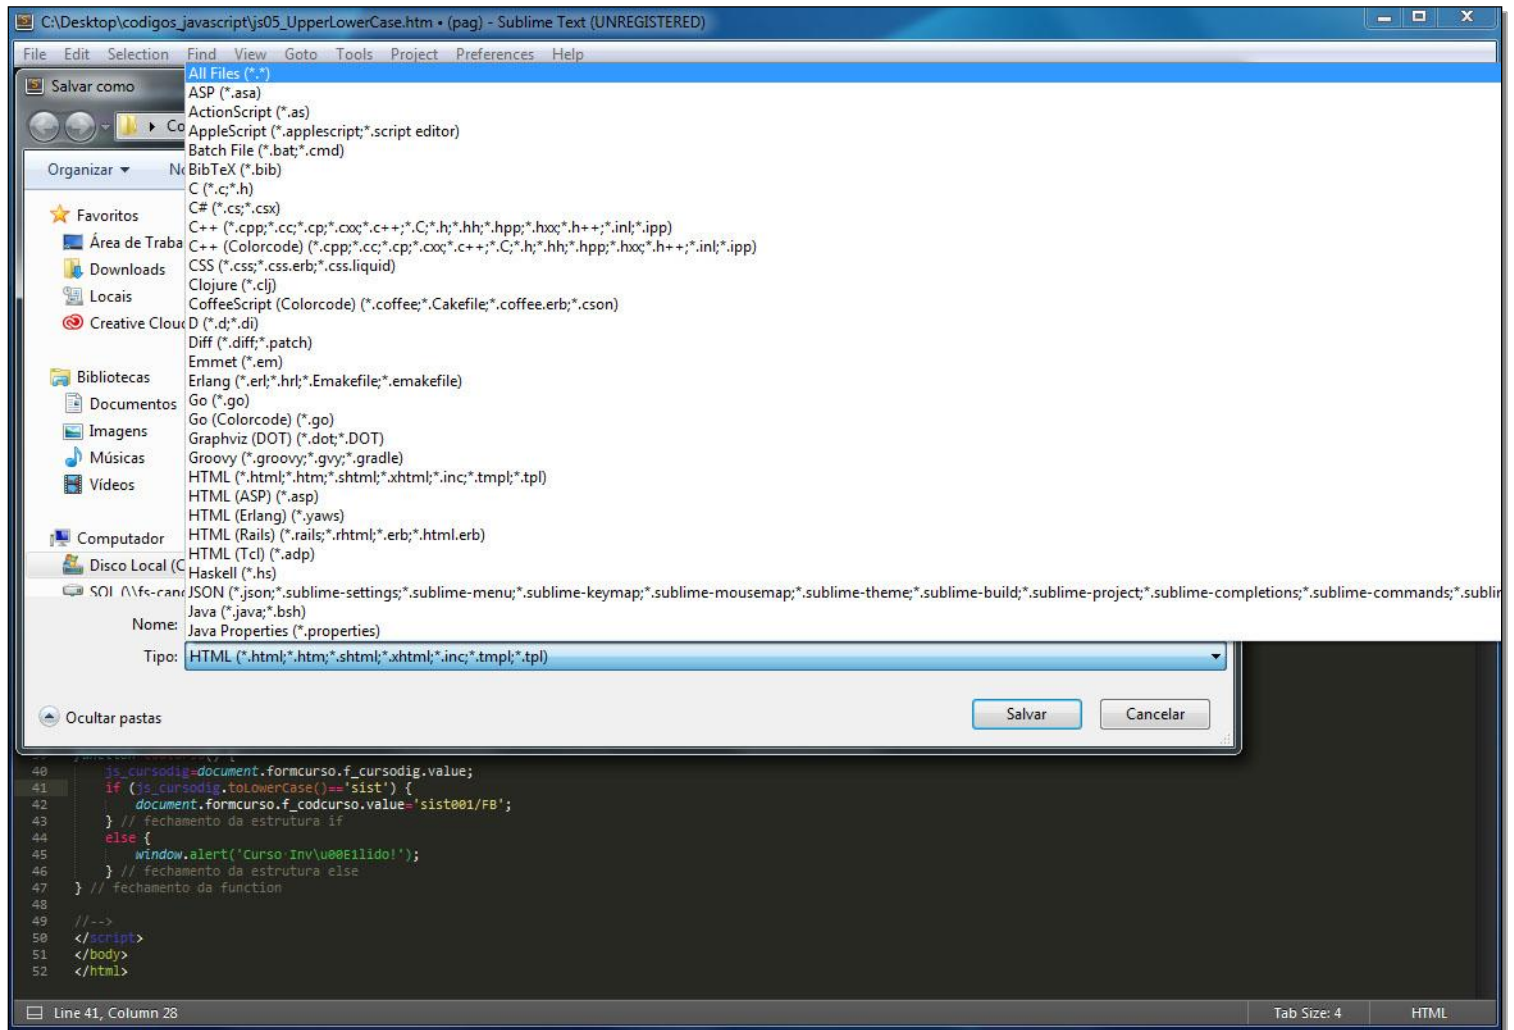 C:\Desktop\codigos_javascript\js05_UpperLowerCase.htm • (pag) - Sublime Text (UNREGISTERED)
File Edit Selection Find View Goto Tools Project Preferences Help
Salvar como
Co
Organizar
Favoritos
Área de Traba
Downloads
Locais
Creative Cloud
Bibliotecas
Documentos
Imagens
Músicas
Vídeos
Computador
Disco Local (C
SQL (\\fs-cand
All Files (*.*)
ASP (*.asa)
ActionScript (*.as)
AppleScript (*.applescript;*.script editor)
Batch File (*.bat;*.cmd)
BibTeX (*.bib)
C (*.c;*.h)
C# (*.cs;*.csx)
C++ (*.cpp;*.cc;*.cp;*.cxx;*.c++;*.C;*.h;*.hh;*.hpp;*.hxx;*.h++;*.inl;*.ipp)
C++ (Colorcode) (*.cpp;*.cc;*.cp;*.cxx;*.c++;*.C;*.h;*.hh;*.hpp;*.hxx;*.h++;*.inl;*.ipp)
CSS (*.css;*.css.erb;*.css.liquid)
Clojure (*.clj)
CoffeeScript (Colorcode) (*.coffee;*.Cakefile;*.coffee.erb;*.cson)
D (*.d;*.di)
Diff (*.diff;*.patch)
Emmet (*.em)
Erlang (*.erl;*.hrl;*.Emakefile;*.emakefile)
Go (*.go)
Go (Colorcode) (*.go)
Graphviz (DOT) (*.dot;*.DOT)
Groovy (*.groovy;*.gvy;*.gradle)
HTML (*.html;*.htm;*.shtml;*.xhtml;*.inc;*.tmpl;*.tpl)
HTML (ASP) (*.asp)
HTML (Erlang) (*.yaws)
HTML (Rails) (*.rails;*.rhtml;*.erb;*.html.erb)
HTML (Tcl) (*.adp)
Haskell (*.hs)
JSON (*.json;*.sublime-settings;*.sublime-menu;*.sublime-keymap;*.sublime-mousemap;*.sublime-theme;*.sublime-build;*.sublime-project;*.sublime-completions;*.sublime-commands;*.subli
Java (*.java;*.bsh)
Java Properties (*.properties)
Nome:
Tipo: HTML (*.html;*.htm;*.shtml;*.xhtml;*.inc;*.tmpl;*.tpl)
Ocultar pastas Salvar Cancelar
40 js_cursodig=document.formcurso.f_cursodig.value;
41 if (js_cursodig.toLowerCase()=='sist') {
42 document.formcurso.f_codcurso.value='sist001/FB';
43 } // fechamento da estrutura if
44 else {
45 window.alert('Curso Inv\u00E1lido!');
46 } // fechamento da estrutura else
47 } // fechamento da function
48
49 //-->
50 </script>
51 </body>
52 </html>
Line 41, Column 28 Tab Size: 4 HTML